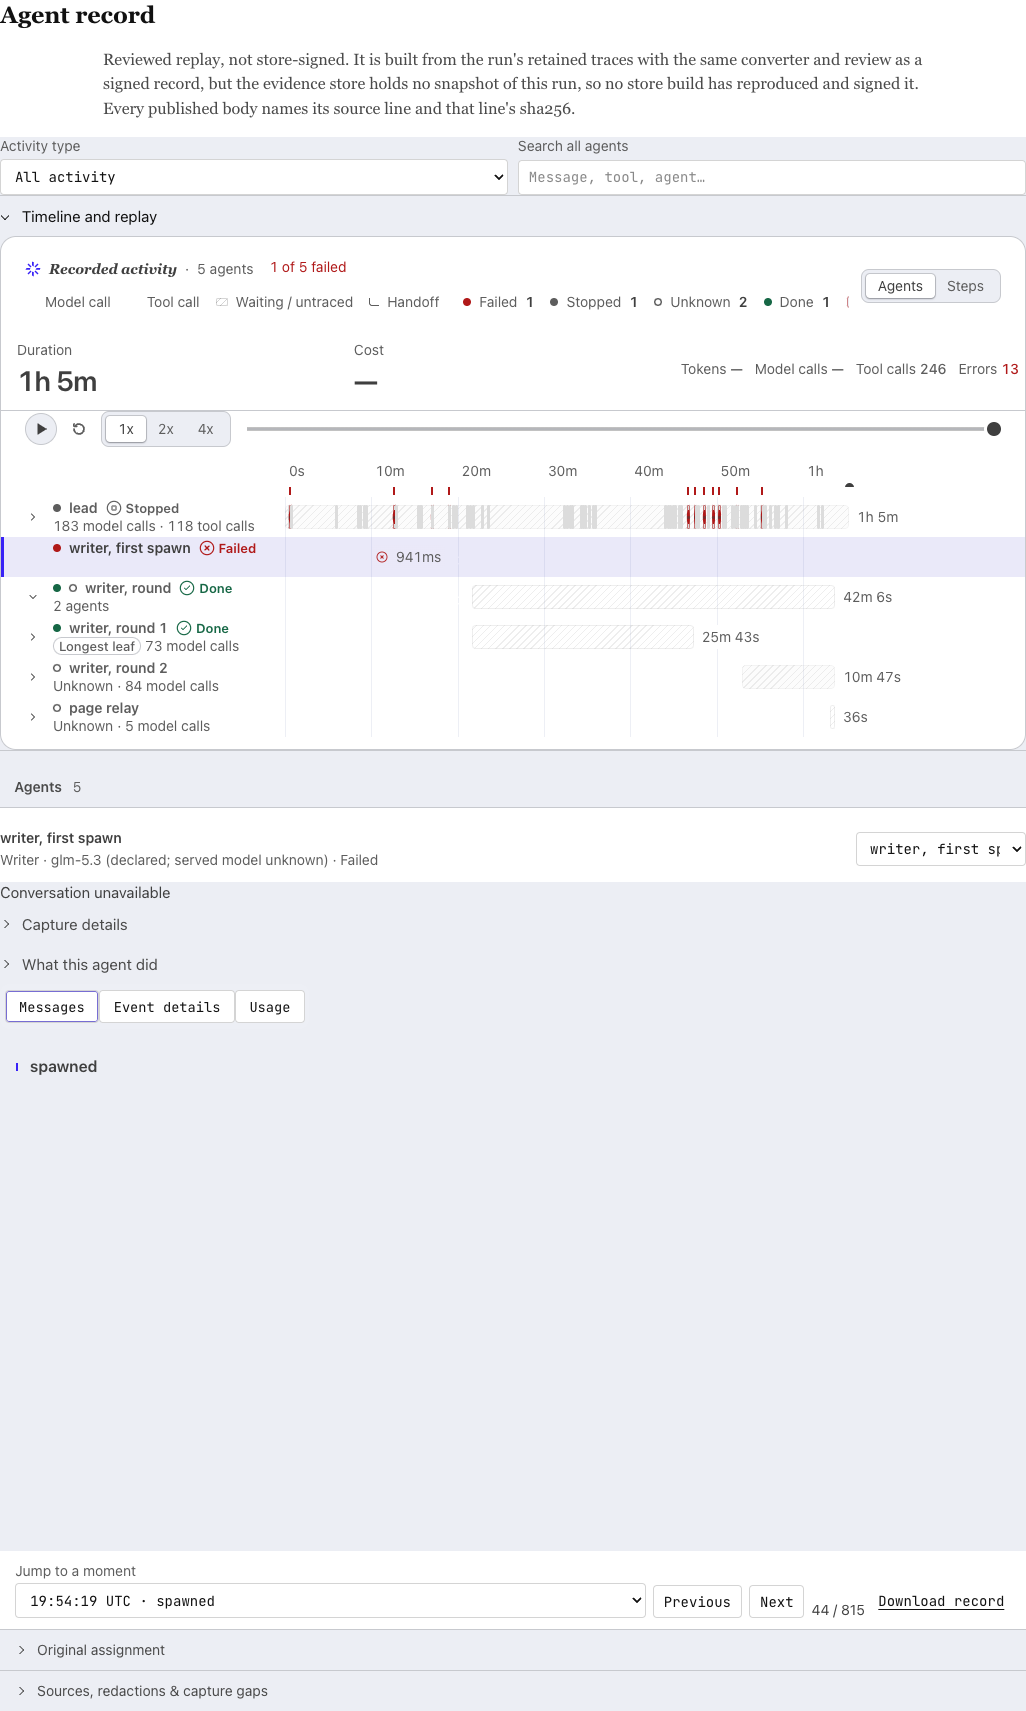 Agent record
Reviewed replay, not store-signed. It is built from the run's retained traces with the same converter and review as a
signed record, but the evidence store holds no snapshot of this run, so no store build has reproduced and signed it.
Every published body names its source line and that line's sha256.
Activity type
Search all agents
All activity
Message, tool, agent…
Timeline and replay
Recorded activity · 5 agents 1 of 5 failed
Model call Tool call Waiting / untraced Handoff Failed 1 Stopped 1 Unknown 2 Done 1
Agents Steps
Duration
Cost
1h 5m
—
Tokens — Model calls — Tool calls 246 Errors 13
1x 2x 4x
0s 10m 20m 30m 40m 50m 1h
lead Stopped
183 model calls · 118 tool calls
1h 5m
writer, first spawn Failed
941ms
writer, round Done
2 agents
42m 6s
writer, round 1 Done
Longest leaf 73 model calls
25m 43s
writer, round 2
Unknown · 84 model calls
10m 47s
page relay
Unknown · 5 model calls
36s
Agents 5
writer, first spawn
Writer · glm-5.3 (declared; served model unknown) · Failed
writer, first sp
Conversation unavailable
Capture details
What this agent did
Messages Event details Usage
spawned
Jump to a moment
19:54:19 UTC · spawned
Previous Next 44 / 815 Download record
Original assignment
Sources, redactions & capture gaps